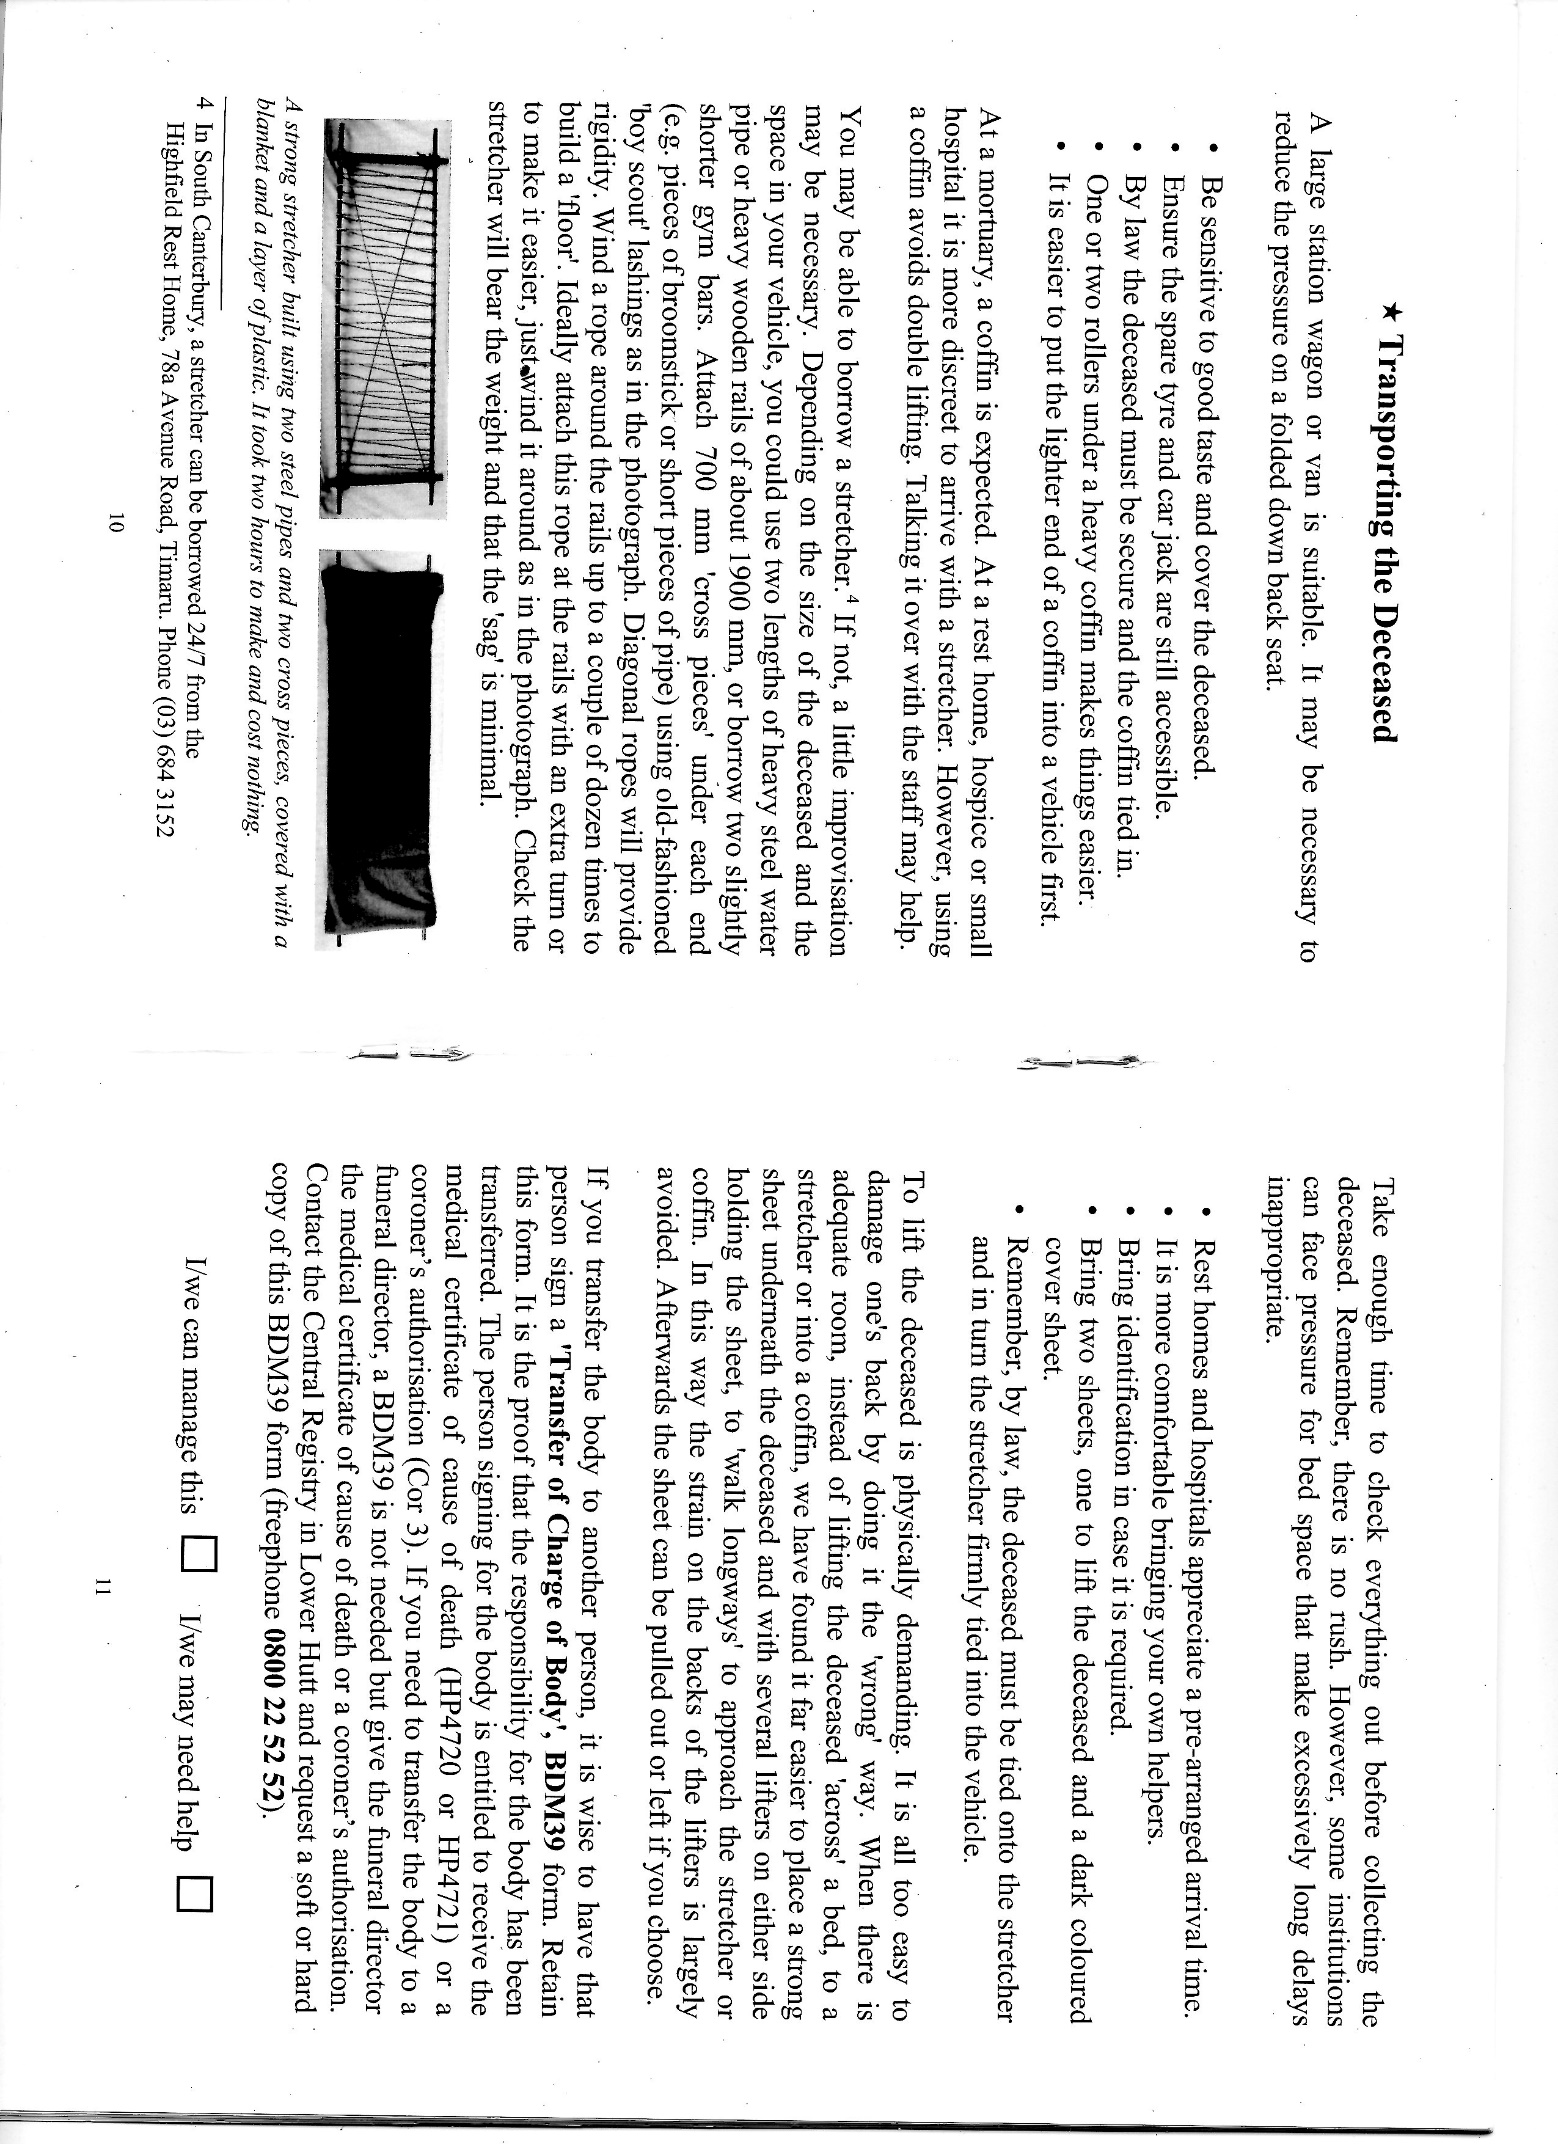 ★ Transporting the Deceased
A large station wagon or van is suitable. It may be necessary to
reduce the pressure on a folded down back seat.
• Be sensitive to good taste and cover the deceased.
• Ensure the spare tyre and car jack are still accessible.
• By law the deceased must be secure and the coffin tied in.
• One or two rollers under a heavy coffin makes things easier.
• It is easier to put the lighter end of a coffin into a vehicle first.
At a mortuary, a coffin is expected. At a rest home, hospice or small
hospital it is more discreet to arrive with a stretcher. However, using
a coffin avoids double lifting. Talking it over with the staff may help.
You may be able to borrow a stretcher.⁴ If not, a little improvisation
may be necessary. Depending on the size of the deceased and the
space in your vehicle, you could use two lengths of heavy steel water
pipe or heavy wooden rails of about 1900 mm, or borrow two slightly
shorter gym bars. Attach 700 mm 'cross pieces' under each end
(e.g. pieces of broomstick or short pieces of pipe) using old-fashioned
'boy scout' lashings as in the photograph. Diagonal ropes will provide
rigidity. Wind a rope around the rails up to a couple of dozen times to
build a 'floor'. Ideally attach this rope at the rails with an extra turn or
to make it easier, just wind it around as in the photograph. Check the
stretcher will bear the weight and that the 'sag' is minimal.
A strong stretcher built using two steel pipes and two cross pieces, covered with a
blanket and a layer of plastic. It took two hours to make and cost nothing.
4 In South Canterbury, a stretcher can be borrowed 24/7 from the
Highfield Rest Home, 78a Avenue Road, Timaru. Phone (03) 684 3152
10
Take enough time to check everything out before collecting the
deceased. Remember, there is no rush. However, some institutions
can face pressure for bed space that make excessively long delays
inappropriate.
• Rest homes and hospitals appreciate a pre-arranged arrival time.
• It is more comfortable bringing your own helpers.
• Bring identification in case it is required.
• Bring two sheets, one to lift the deceased and a dark coloured
cover sheet.
• Remember, by law, the deceased must be tied onto the stretcher
and in turn the stretcher firmly tied into the vehicle.
To lift the deceased is physically demanding. It is all too easy to
damage one's back by doing it the 'wrong' way. When there is
adequate room, instead of lifting the deceased 'across' a bed, to a
stretcher or into a coffin, we have found it far easier to place a strong
sheet underneath the deceased and with several lifters on either side
holding the sheet, to 'walk longways' to approach the stretcher or
coffin. In this way the strain on the backs of the lifters is largely
avoided. Afterwards the sheet can be pulled out or left if you choose.
If you transfer the body to another person, it is wise to have that
person sign a 'Transfer of Charge of Body', BDM39 form. Retain
this form. It is the proof that the responsibility for the body has been
transferred. The person signing for the body is entitled to receive the
medical certificate of cause of death (HP4720 or HP4721) or a
coroner's authorisation (Cor 3). If you need to transfer the body to a
funeral director, a BDM39 is not needed but give the funeral director
the medical certificate of cause of death or a coroner's authorisation.
Contact the Central Registry in Lower Hutt and request a soft or hard
copy of this BDM39 form (freephone 0800 22 52 52).
I/we can manage this ☐ I/we may need help ☐
11